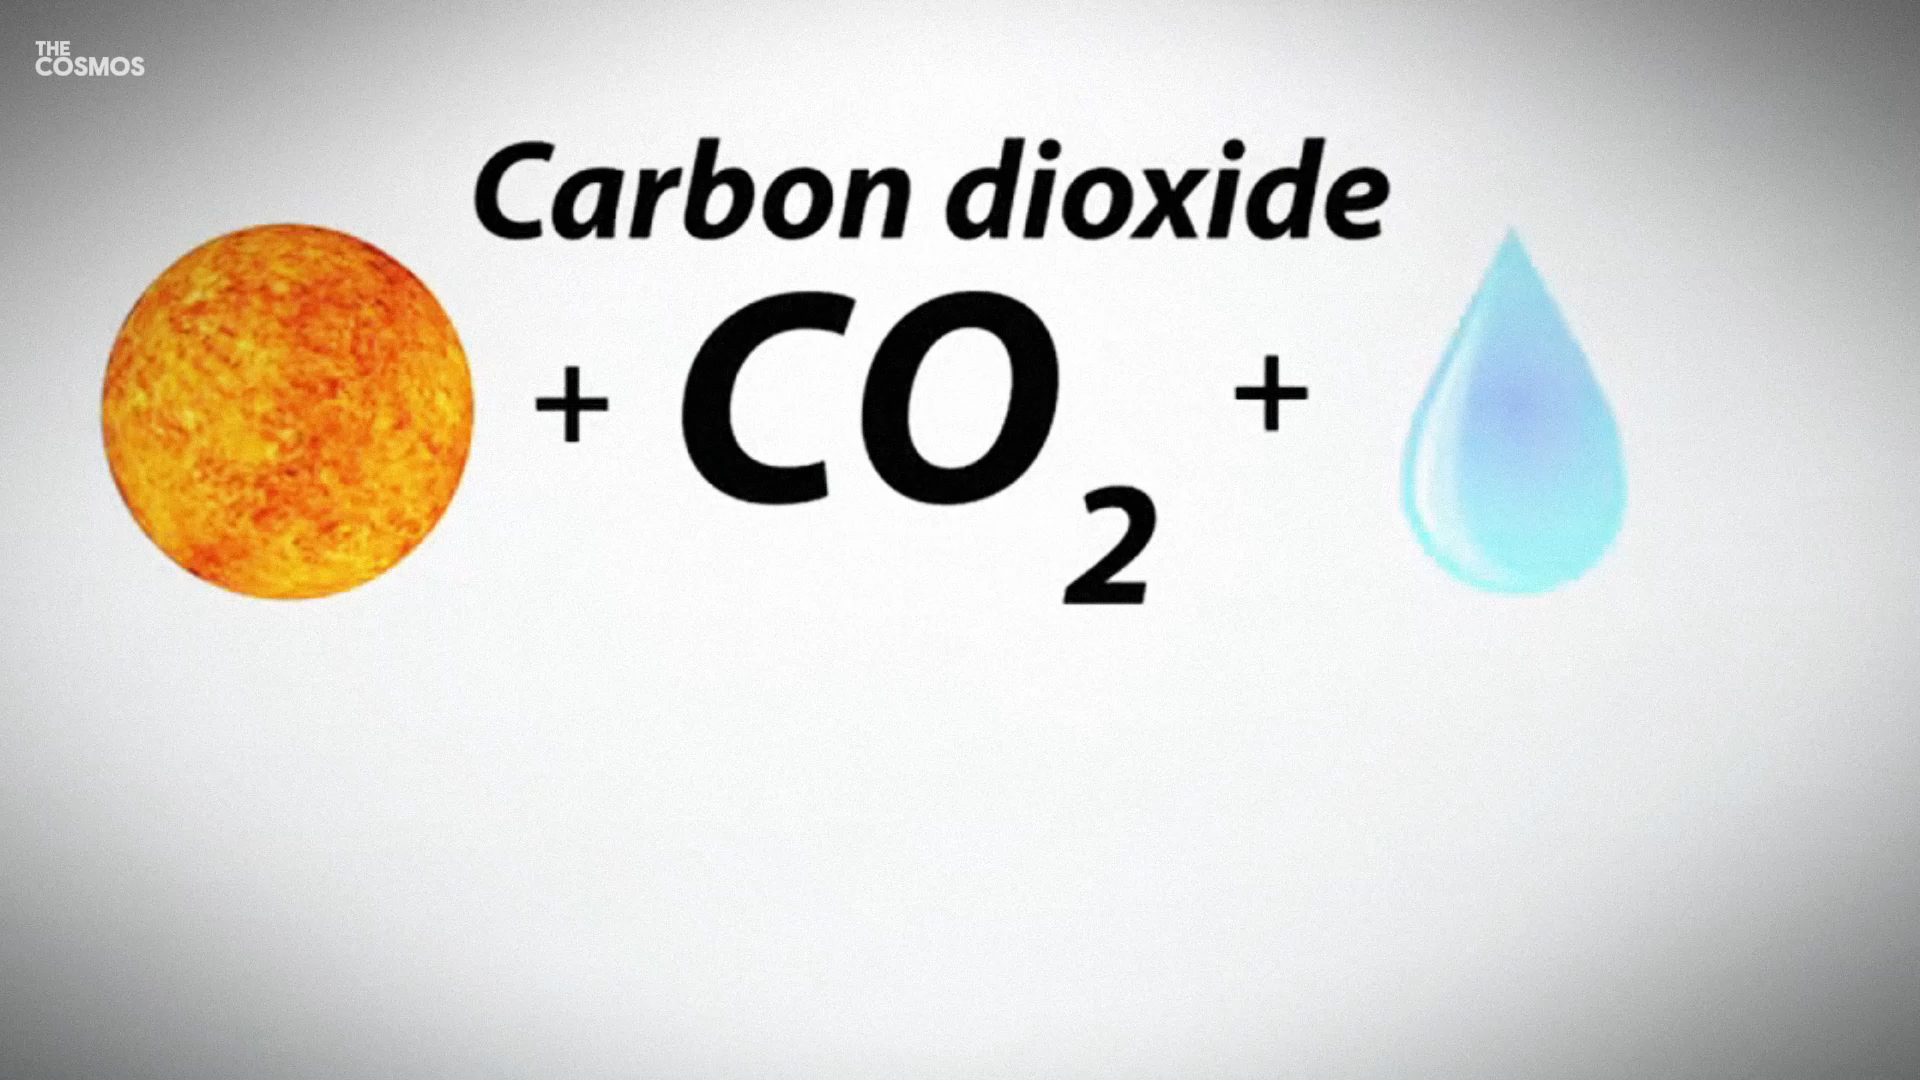 THE
COSMOS
Carbon dioxide
+ CO2 +